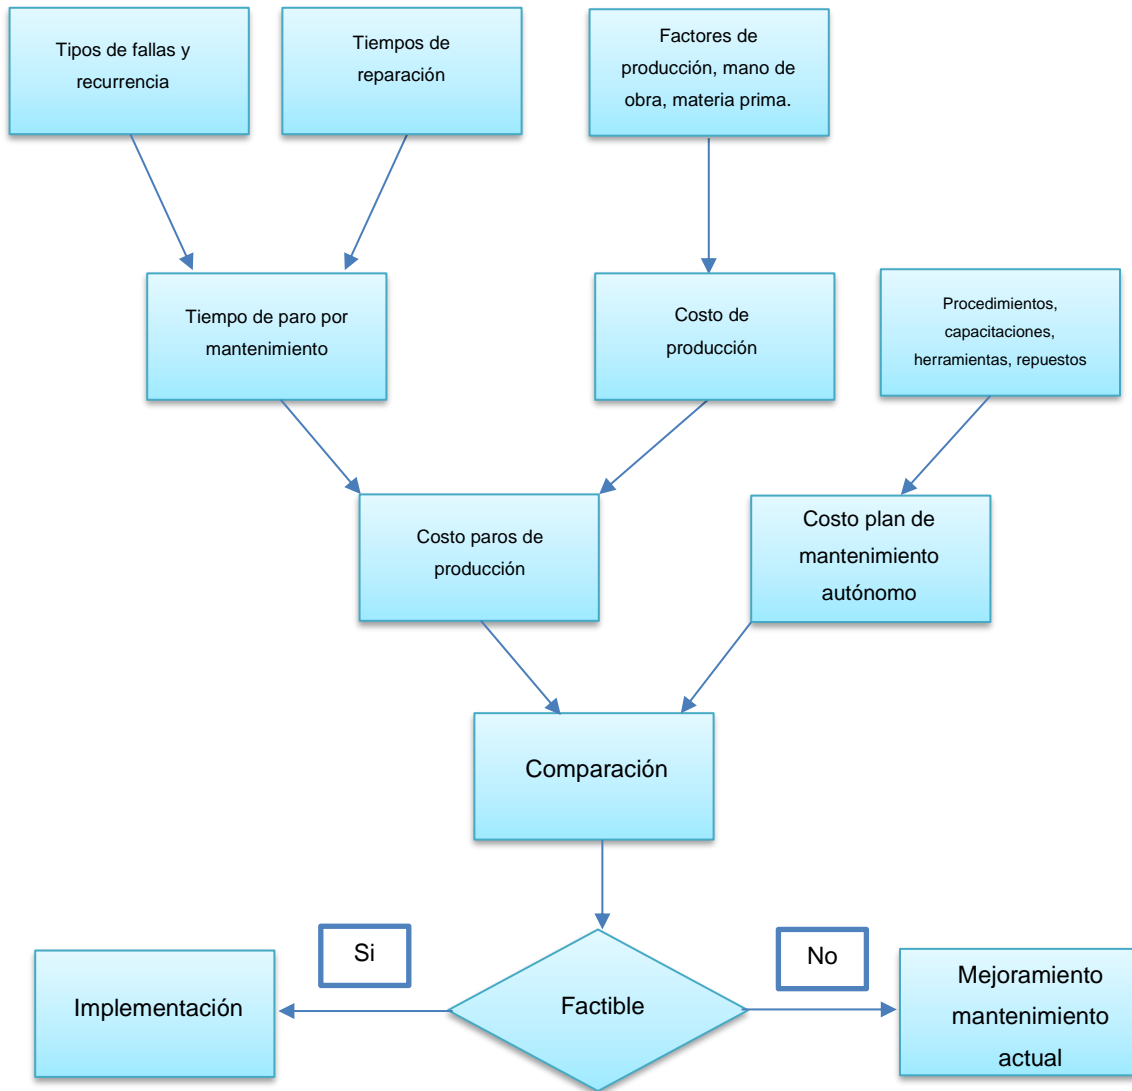 Tipos de fallas y
recurrencia
Tiempos de
reparación
Factores de
producción, mano de
obra, materia prima.
Tiempo de paro por
mantenimiento
Costo de
producción
Procedimientos,
capacitaciones,
herramientas, repuestos
Costo paros de
producción
Costo plan de
mantenimiento
autónomo
Comparación
Si
No
Implementación
Factible
Mejoramiento
mantenimiento
actual